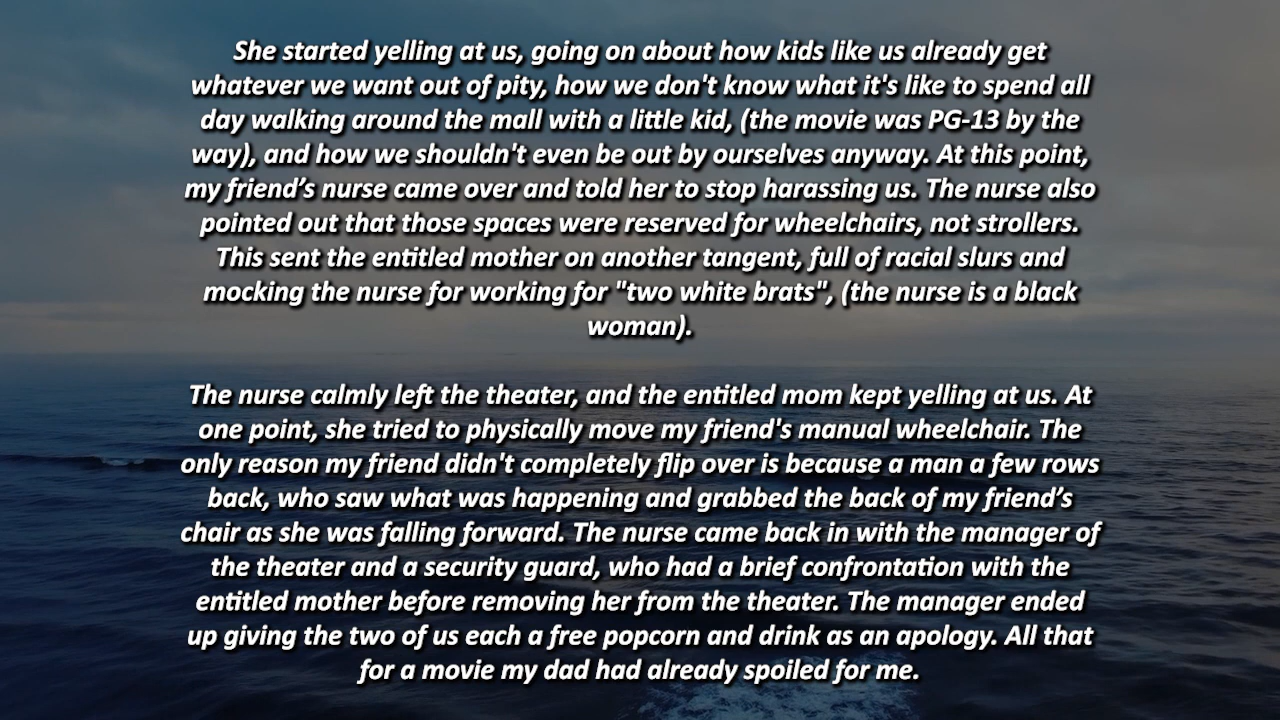 She started yelling at us, going on about how kids like us already get
whatever we want out of pity, how we don't know what it's like to spend all
day walking around the mall with a little kid, (the movie was PG-13 by the
way), and how we shouldn't even be out by ourselves anyway. At this point,
my friend’s nurse came over and told her to stop harassing us. The nurse also
pointed out that those spaces were reserved for wheelchairs, not strollers.
This sent the entitled mother on another tangent, full of racial slurs and
mocking the nurse for working for "two white brats", (the nurse is a black
woman).
The nurse calmly left the theater, and the entitled mom kept yelling at us. At
one point, she tried to physically move my friend's manual wheelchair. The
only reason my friend didn't completely flip over is because a man a few rows
back, who saw what was happening and grabbed the back of my friend’s
chair as she was falling forward. The nurse came back in with the manager of
the theater and a security guard, who had a brief confrontation with the
entitled mother before removing her from the theater. The manager ended
up giving the two of us each a free popcorn and drink as an apology. All that
for a movie my dad had already spoiled for me.